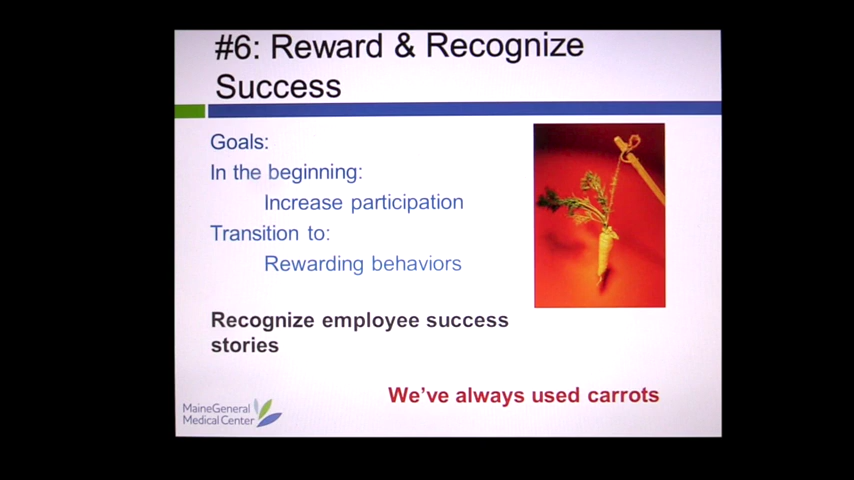 #6: Reward & Recognize
Success
Goals:
In the beginning:
Increase participation
Transition to:
Rewarding behaviors
Recognize employee success
stories
We've always used carrots
MaineGeneral
Medical Center